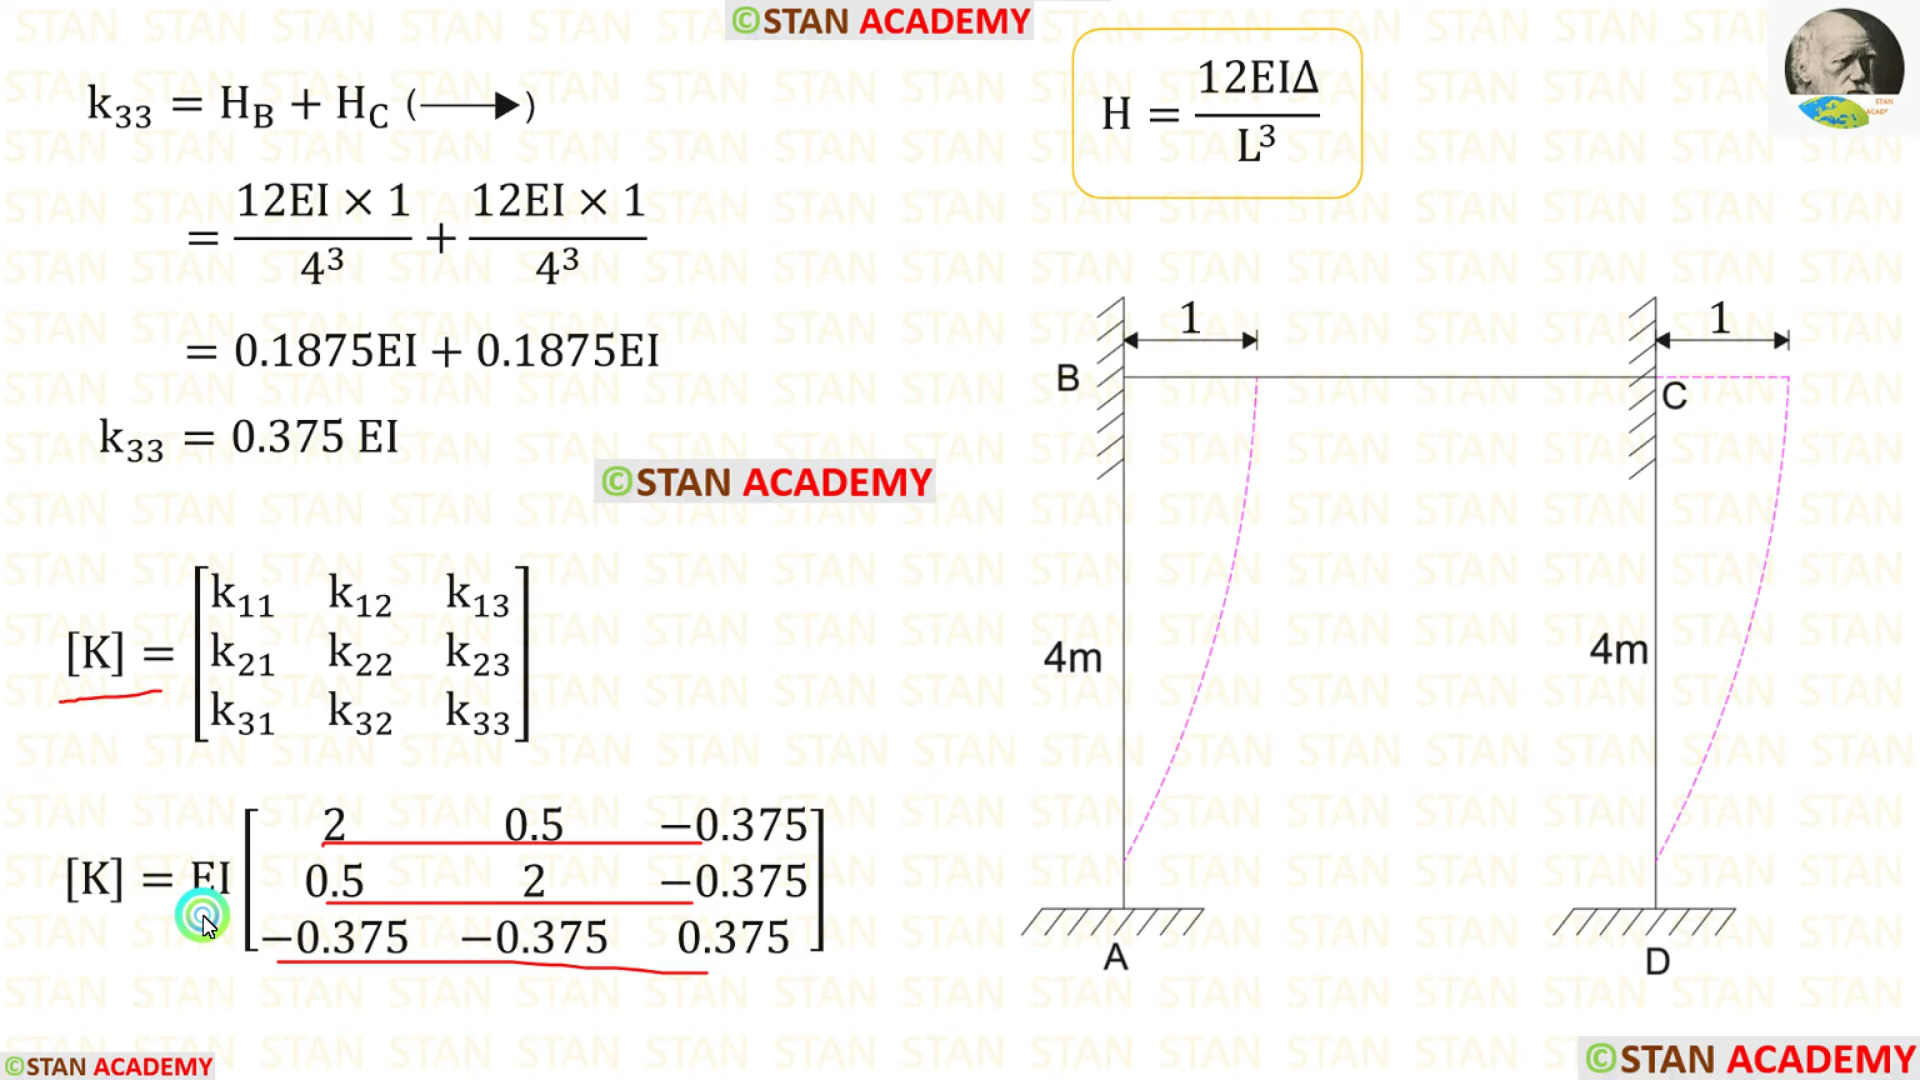 ©STAN ACADEMY
k₃₃ = H_B + H_C (⟶)
= 12EI × 1 / 4³ + 12EI × 1 / 4³
= 0.1875EI + 0.1875EI
k₃₃ = 0.375 EI
©STAN ACADEMY
[K] = [k₁₁ k₁₂ k₁₃
k₂₁ k₂₂ k₂₃
k₃₁ k₃₂ k₃₃]
[K] = EI [2 0.5 −0.375
0.5 2 −0.375
−0.375 −0.375 0.375]
H = 12EIΔ / L³
STAN
ACADEMY
1
1
B
C
4m
4m
A
D
©STAN ACADEMY
©STAN ACADEMY